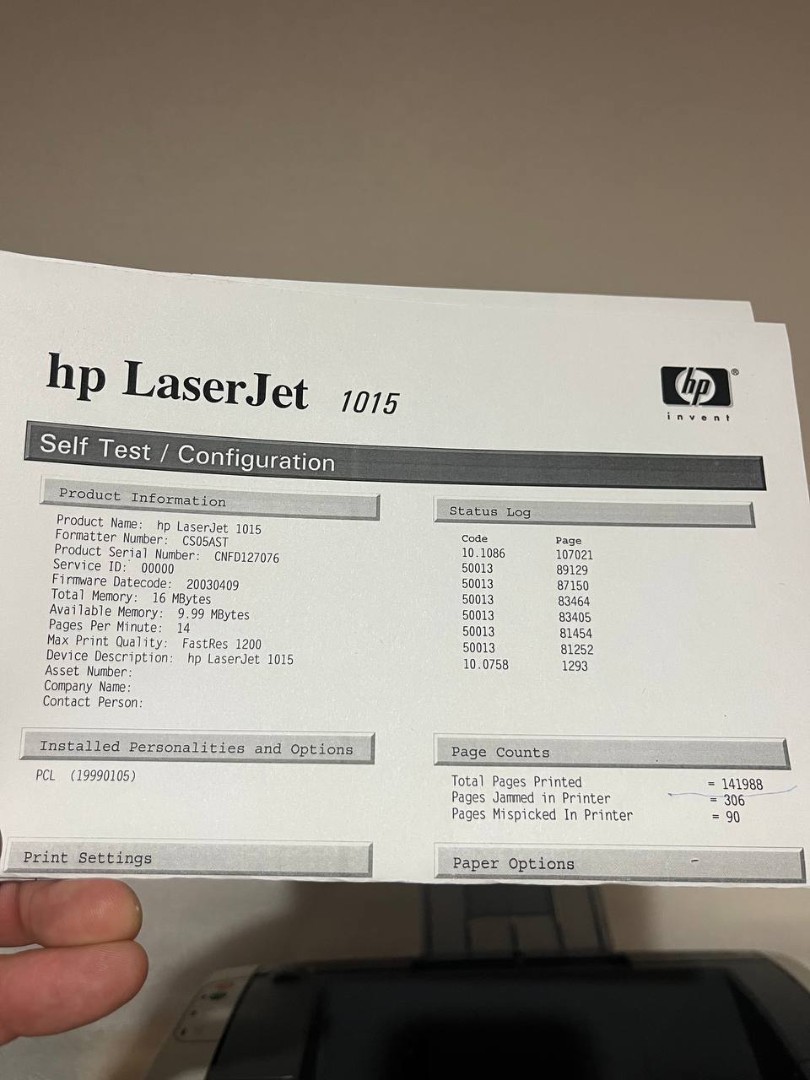 hp LaserJet 1015
hp ®
invent
Self Test / Configuration
Product Information
Product Name: hp LaserJet 1015
Formatter Number: CS05AST
Product Serial Number: CNFD127076
Service ID: 00000
Firmware Datecode: 20030409
Total Memory: 16 MBytes
Available Memory: 9.99 MBytes
Pages Per Minute: 14
Max Print Quality: FastRes 1200
Device Description: hp LaserJet 1015
Asset Number:
Company Name:
Contact Person:
Status Log
Code Page
10.1086 107021
50013 89129
50013 87150
50013 83464
50013 83405
50013 81454
50013 81252
10.0758 1293
Installed Personalities and Options
PCL (19990105)
Page Counts
Total Pages Printed = 141988
Pages Jammed in Printer = 306
Pages Mispicked In Printer = 90
Print Settings
Paper Options